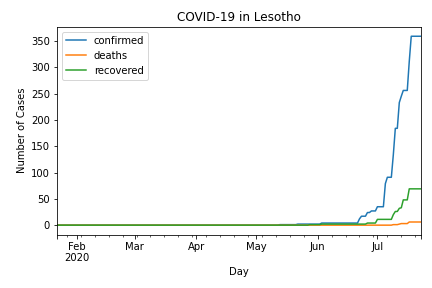 COVID-19 in Lesotho
confirmed
deaths
recovered
Number of Cases
350
300
250
200
150
100
50
0
Feb Mar Apr May Jun Jul
2020
Day